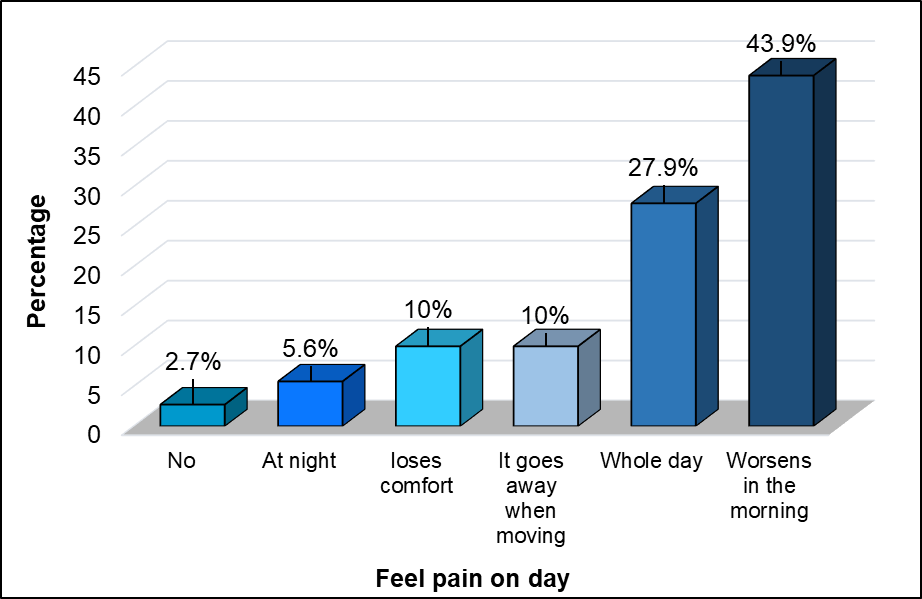 43.9%
45
40
35
30
25
20
15
10
5
0
Percentage
27.9%
10%
10%
5.6%
2.7%
No
At night
loses
comfort
It goes
away
when
moving
Whole day
Worsens
in the
morning
Feel pain on day